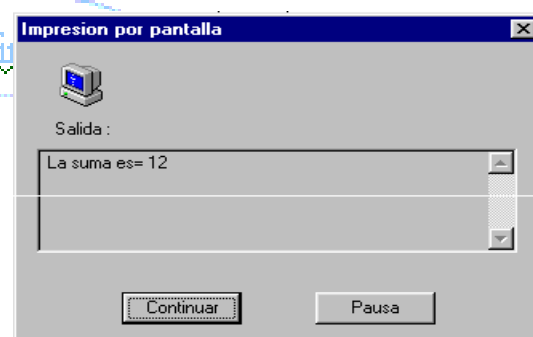 Impresion por pantalla
Salida :
La suma es= 12
Continuar
Pausa